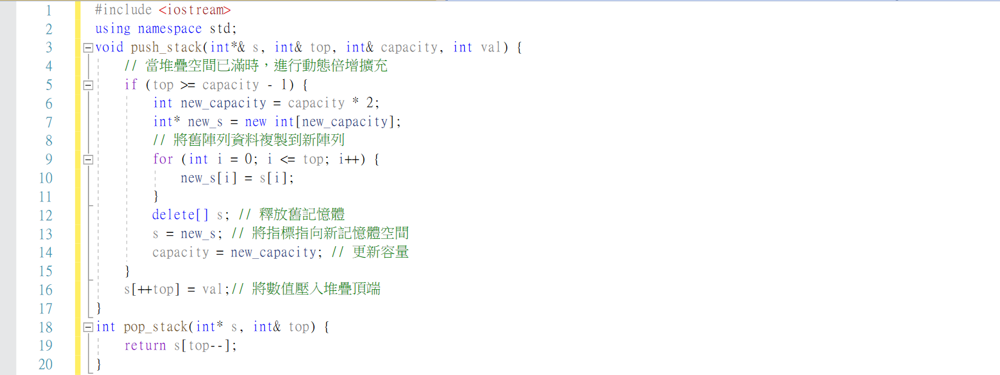 1 #include <iostream>
2 using namespace std;
3 void push_stack(int*& s, int& top, int& capacity, int val) {
4 // 當堆疊空間已滿時，進行動態倍增擴充
5 if (top >= capacity - 1) {
6 int new_capacity = capacity * 2;
7 int* new_s = new int[new_capacity];
8 // 將舊陣列資料複製到新陣列
9 for (int i = 0; i <= top; i++) {
10 new_s[i] = s[i];
11 }
12 delete[] s; // 釋放舊記憶體
13 s = new_s; // 將指標指向新記憶體空間
14 capacity = new_capacity; // 更新容量
15 }
16 s[++top] = val;// 將數值壓入堆疊頂端
17 }
18 int pop_stack(int* s, int& top) {
19 return s[top--];
20 }